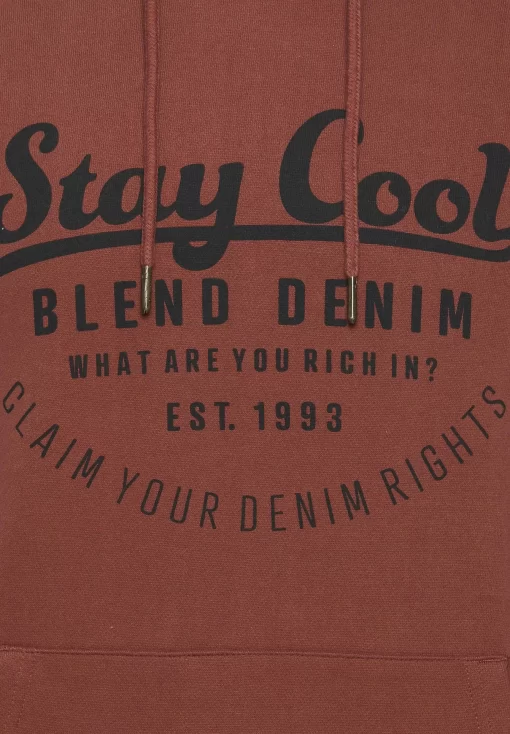 Stay Cool
BLEND DENIM
WHAT ARE YOU RICH IN?
EST. 1993
CLAIM YOUR DENIM RIGHTS